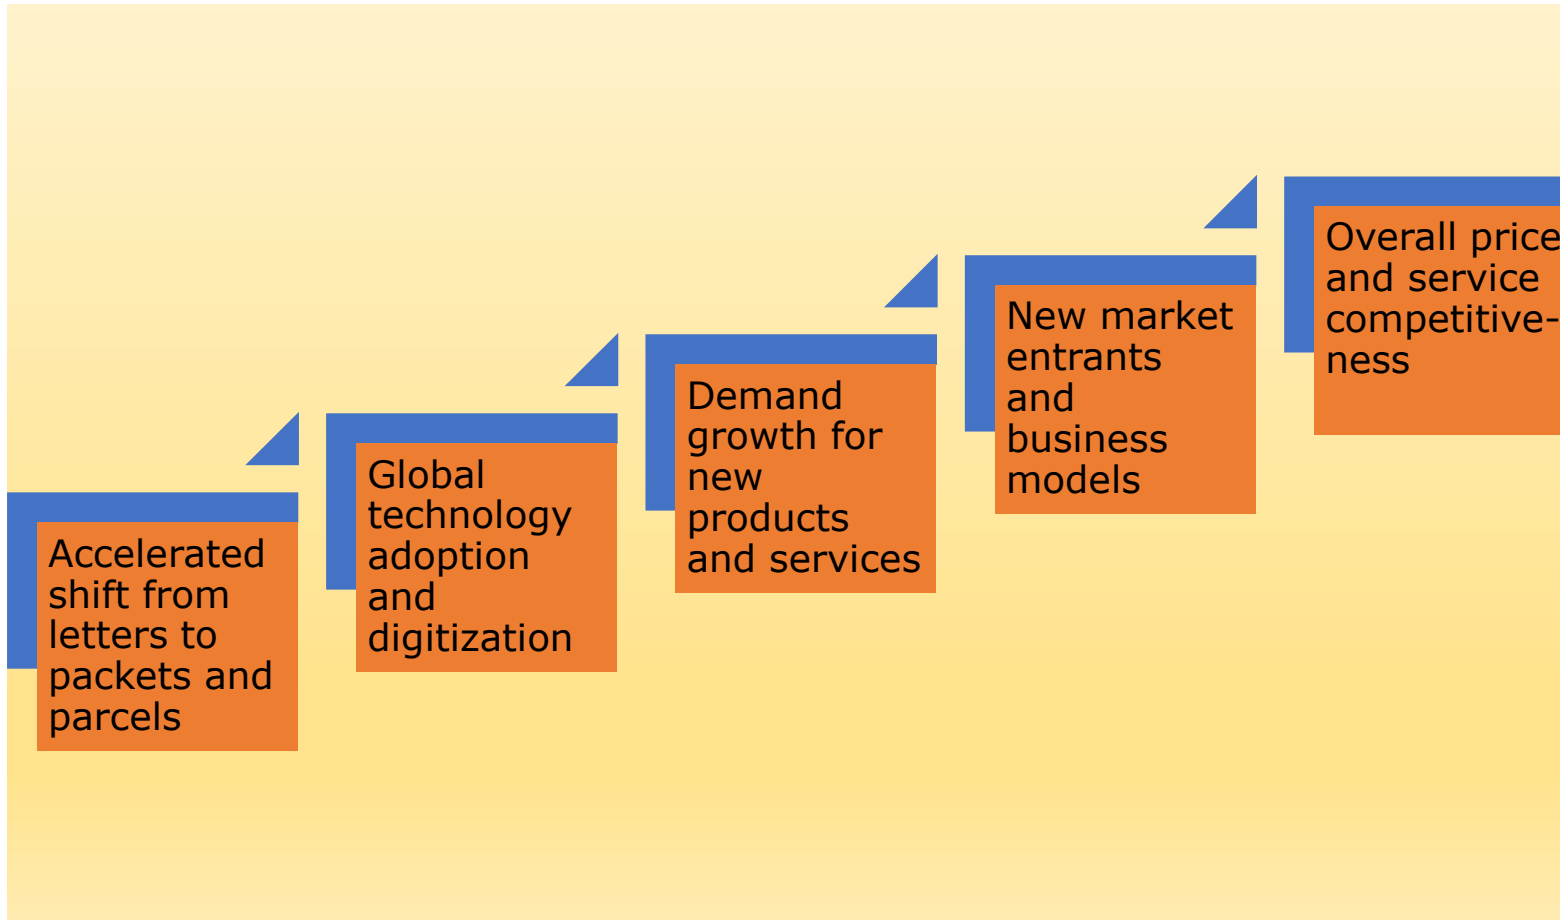 Accelerated
shift from
letters to
packets and
parcels
Global
technology
adoption
and
digitization
Demand
growth for
new
products
and services
New market
entrants
and
business
models
Overall price
and service
competitive-
ness